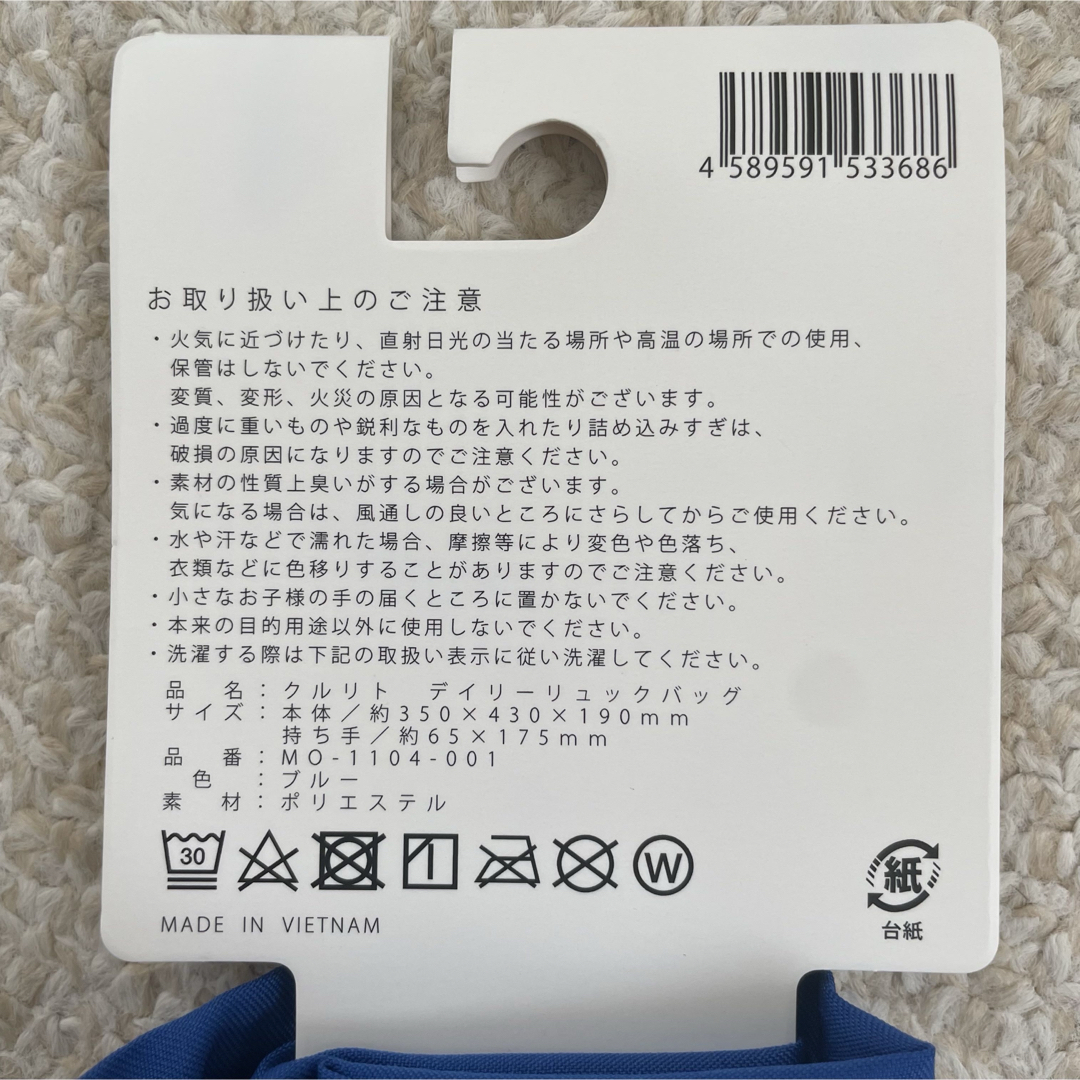 4 589591 533686
お取り扱い上のご注意
・火気に近づけたり、直射日光の当たる場所や高温の場所での使用、
保管はしないでください。
変質、変形、火災の原因となる可能性がございます。
・過度に重いものや鋭利なものを入れたり詰め込みすぎは、
破損の原因になりますのでご注意ください。
・素材の性質上臭いがする場合がございます。
気になる場合は、風通しの良いところにさらしてからご使用ください。
・水や汗などで濡れた場合、摩擦等により変色や色落ち、
衣類などに色移りすることがありますのでご注意ください。
・小さなお子様の手の届くところに置かないでください。
・本来の目的用途以外に使用しないでください。
・洗濯する際は下記の取扱い表示に従い洗濯してください。
品 名：クルリト デイリーリュックバッグ
サイズ：本体／約350×430×190mm
持ち手／約65×175mm
品 番：MO-1104-001
色 ：ブルー
素 材：ポリエステル
30 W
MADE IN VIETNAM
紙
台紙